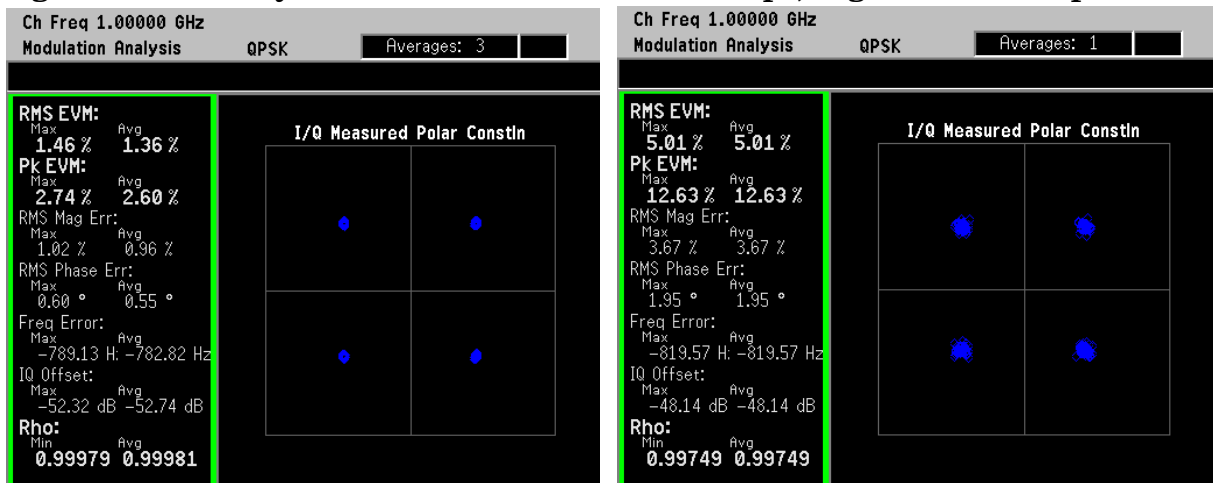 Ch Freq 1.00000 GHz
Modulation Analysis QPSK Averages: 3
RMS EVM:
Max Avg
1.46 % 1.36 %
Pk EVM:
Max Avg
2.74 % 2.60 %
RMS Mag Err:
Max Avg
1.02 % 0.96 %
RMS Phase Err:
Max Avg
0.60 ° 0.55 °
Freq Error:
Max Avg
-789.13 H: -782.82 Hz
IQ Offset:
Max Avg
-52.32 dB -52.74 dB
Rho:
Min Avg
0.99979 0.99981
I/Q Measured Polar Constln
Ch Freq 1.00000 GHz
Modulation Analysis QPSK Averages: 1
RMS EVM:
Max Avg
5.01 % 5.01 %
Pk EVM:
Max Avg
12.63 % 12.63 %
RMS Mag Err:
Max Avg
3.67 % 3.67 %
RMS Phase Err:
Max Avg
1.95 ° 1.95 °
Freq Error:
Max Avg
-819.57 H: -819.57 Hz
IQ Offset:
Max Avg
-48.14 dB -48.14 dB
Rho:
Min Avg
0.99749 0.99749
I/Q Measured Polar Constln